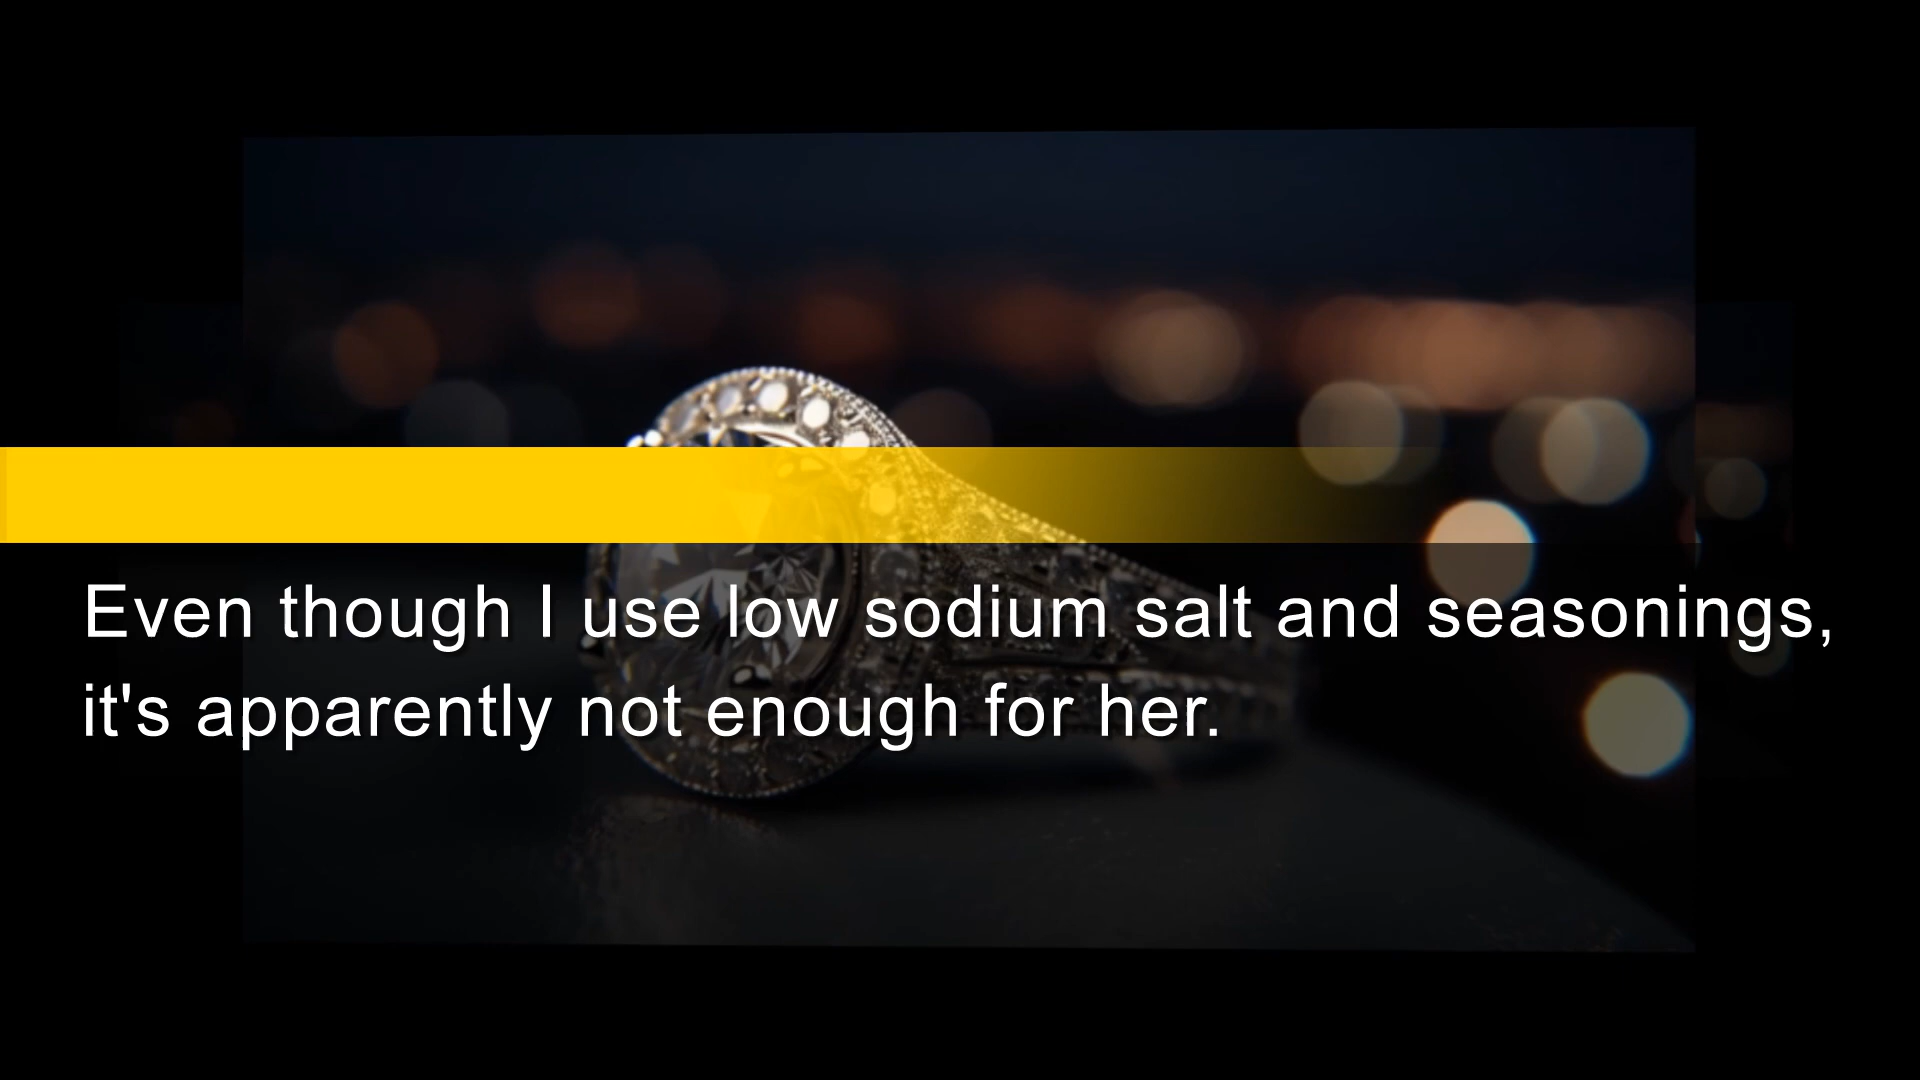 Even though I use low sodium salt and seasonings,
it's apparently not enough for her.